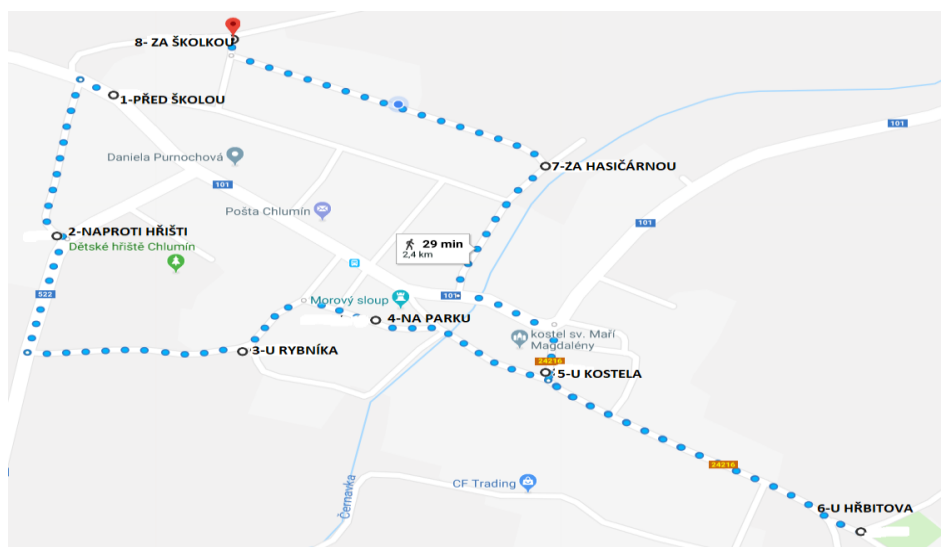 8- ZA ŠKOLKOU
1-PŘED ŠKOLOU
101
7-ZA HASIČÁRNOU
Daniela Purnochová
101
Pošta Chlumín
101
2-NAPROTI HŘIŠTI
Dětské hřiště Chlumín
29 min
2,4 km
522
101
Morový sloup
4-NA PARKU
kostel sv. Maří
Magdalény
3-U RYBNÍKA
24216
5-U KOSTELA
24216
CF Trading
Černavka
6-U HŘBITOVA